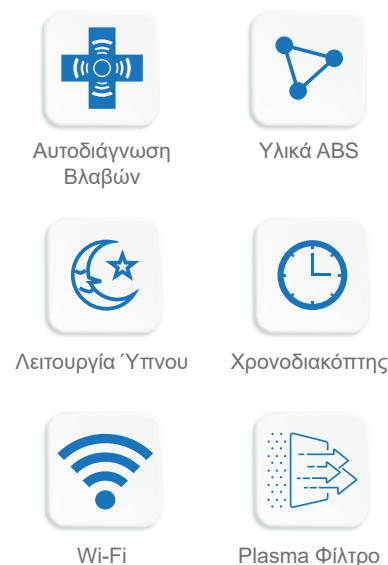 Αυτοδιάγνωση
Βλαβών
Υλικά ABS
Λειτουργία Ύπνου
Χρονοδιακόπτης
Wi-Fi
Plasma Φίλτρο